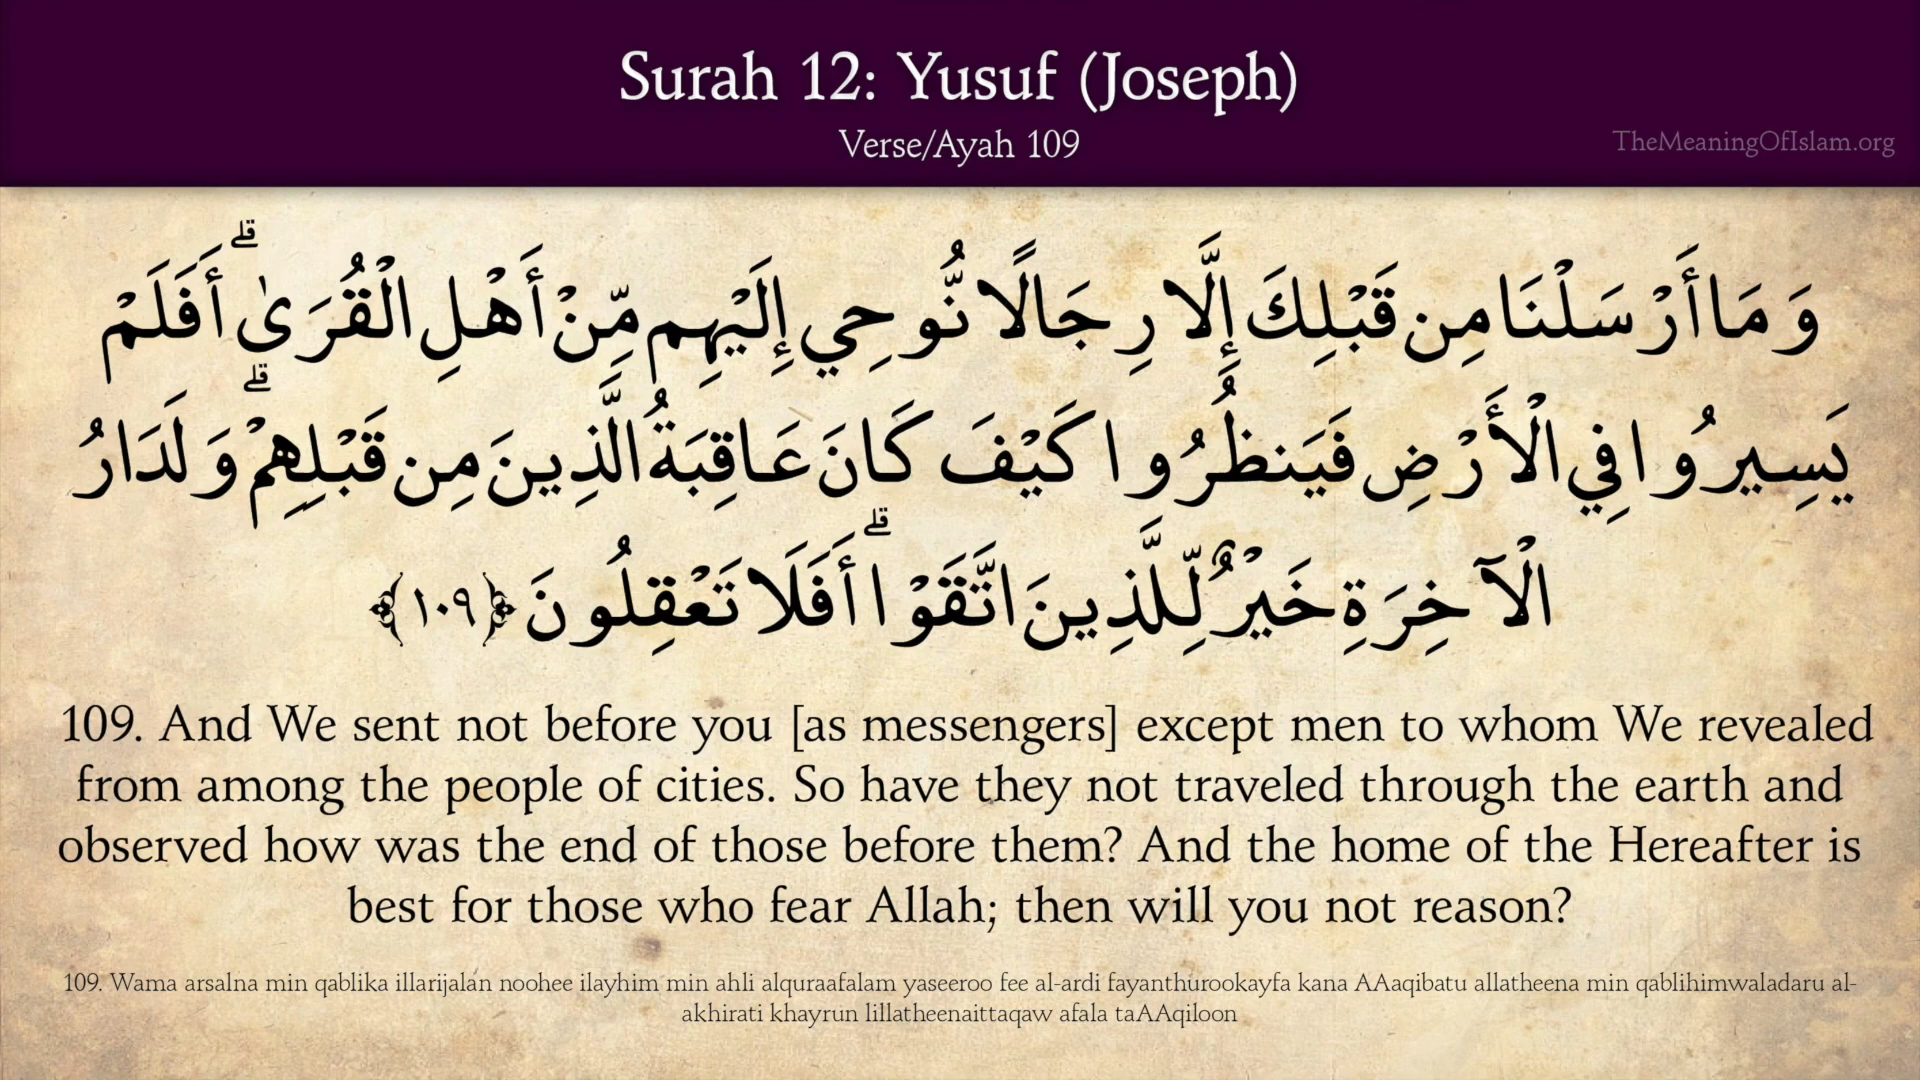 Surah 12: Yusuf (Joseph)
Verse/Ayah 109
TheMeaningOfIslam.org
وَمَا أَرْسَلْنَا مِن قَبْلِكَ إِلَّا رِجَالًا نُّوحِي إِلَيْهِم مِّنْ أَهْلِ الْقُرَىٰ ۗ أَفَلَمْ
يَسِيرُوا فِي الْأَرْضِ فَيَنظُرُوا كَيْفَ كَانَ عَاقِبَةُ الَّذِينَ مِن قَبْلِهِمْ ۗ وَلَدَارُ
الْآخِرَةِ خَيْرٌ لِّلَّذِينَ اتَّقَوْا ۗ أَفَلَا تَعْقِلُونَ ﴿١٠٩﴾
109. And We sent not before you [as messengers] except men to whom We revealed
from among the people of cities. So have they not traveled through the earth and
observed how was the end of those before them? And the home of the Hereafter is
best for those who fear Allah; then will you not reason?
109. Wama arsalna min qablika illarijalan noohee ilayhim min ahli alquraafalam yaseeroo fee al-ardi fayanthurookayfa kana AAaqibatu allatheena min qablihimwaladaru al-
akhirati khayrun lillatheenaittaqaw afala taAAqiloon